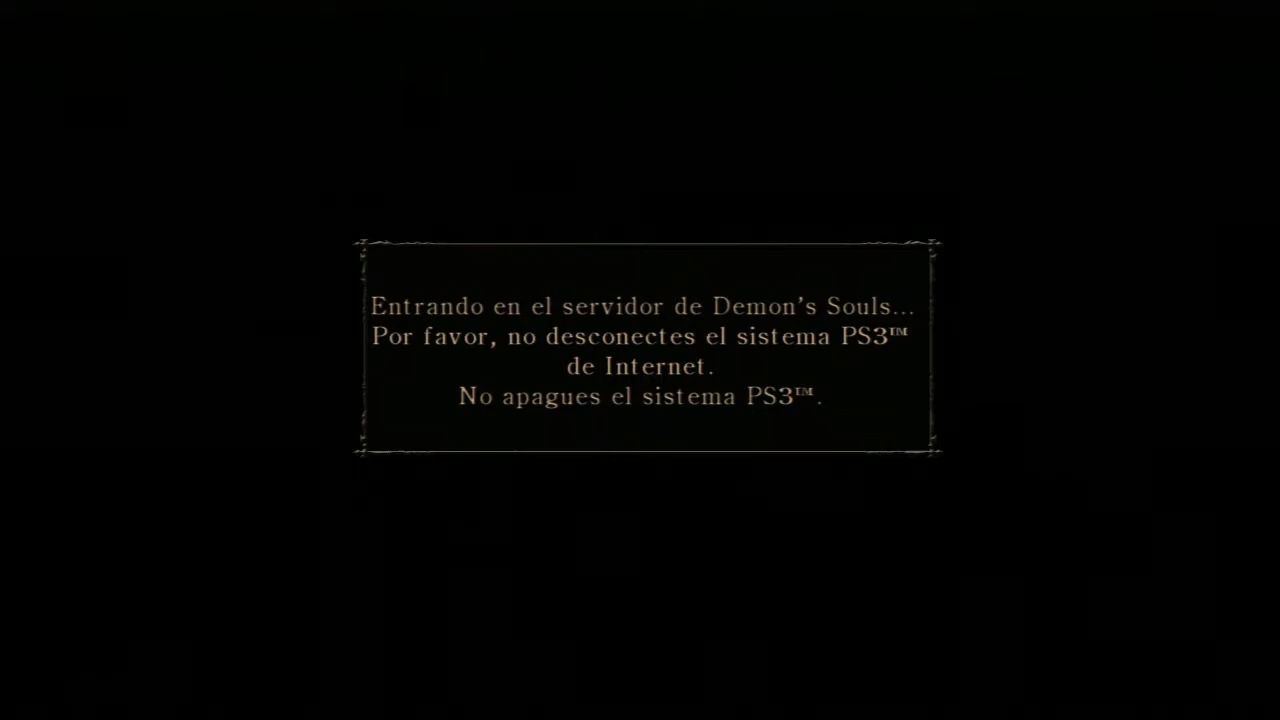 Entrando en el servidor de Demon's Souls...
Por favor, no desconectes el sistema PS3™
de Internet.
No apagues el sistema PS3™.